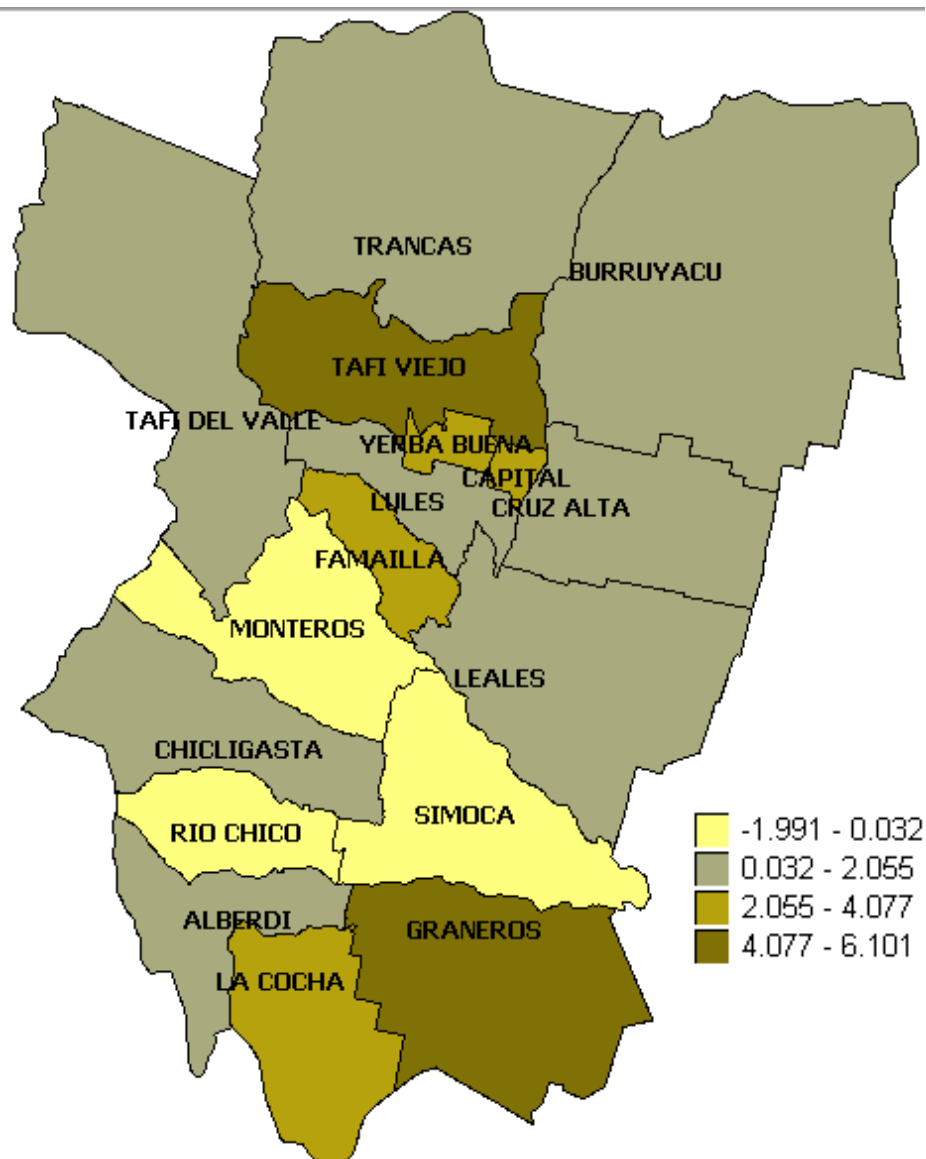 TRANCAS
BURRUYACU
TAFI VIEJO
TAFI DEL VALLE
YERBA BUENA
CAPITAL
LULES
CRUZ ALTA
FAMAILLA
MONTEROS
LEALES
CHICLIGASTA
SIMOCA
RIO CHICO
ALBERDI
GRANEROS
LA COCHA
-1.991 - 0.032
0.032 - 2.055
2.055 - 4.077
4.077 - 6.101